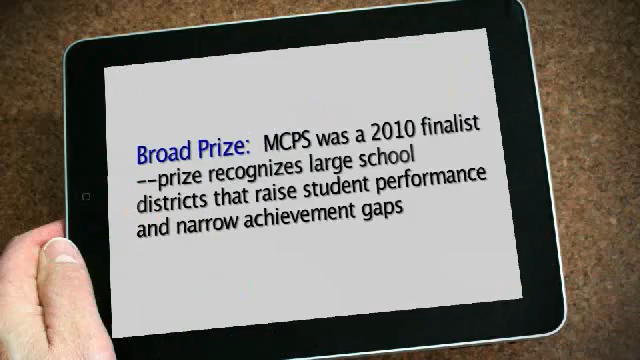 Broad Prize: MCPS was a 2010 finalist
--prize recognizes large school
districts that raise student performance
and narrow achievement gaps